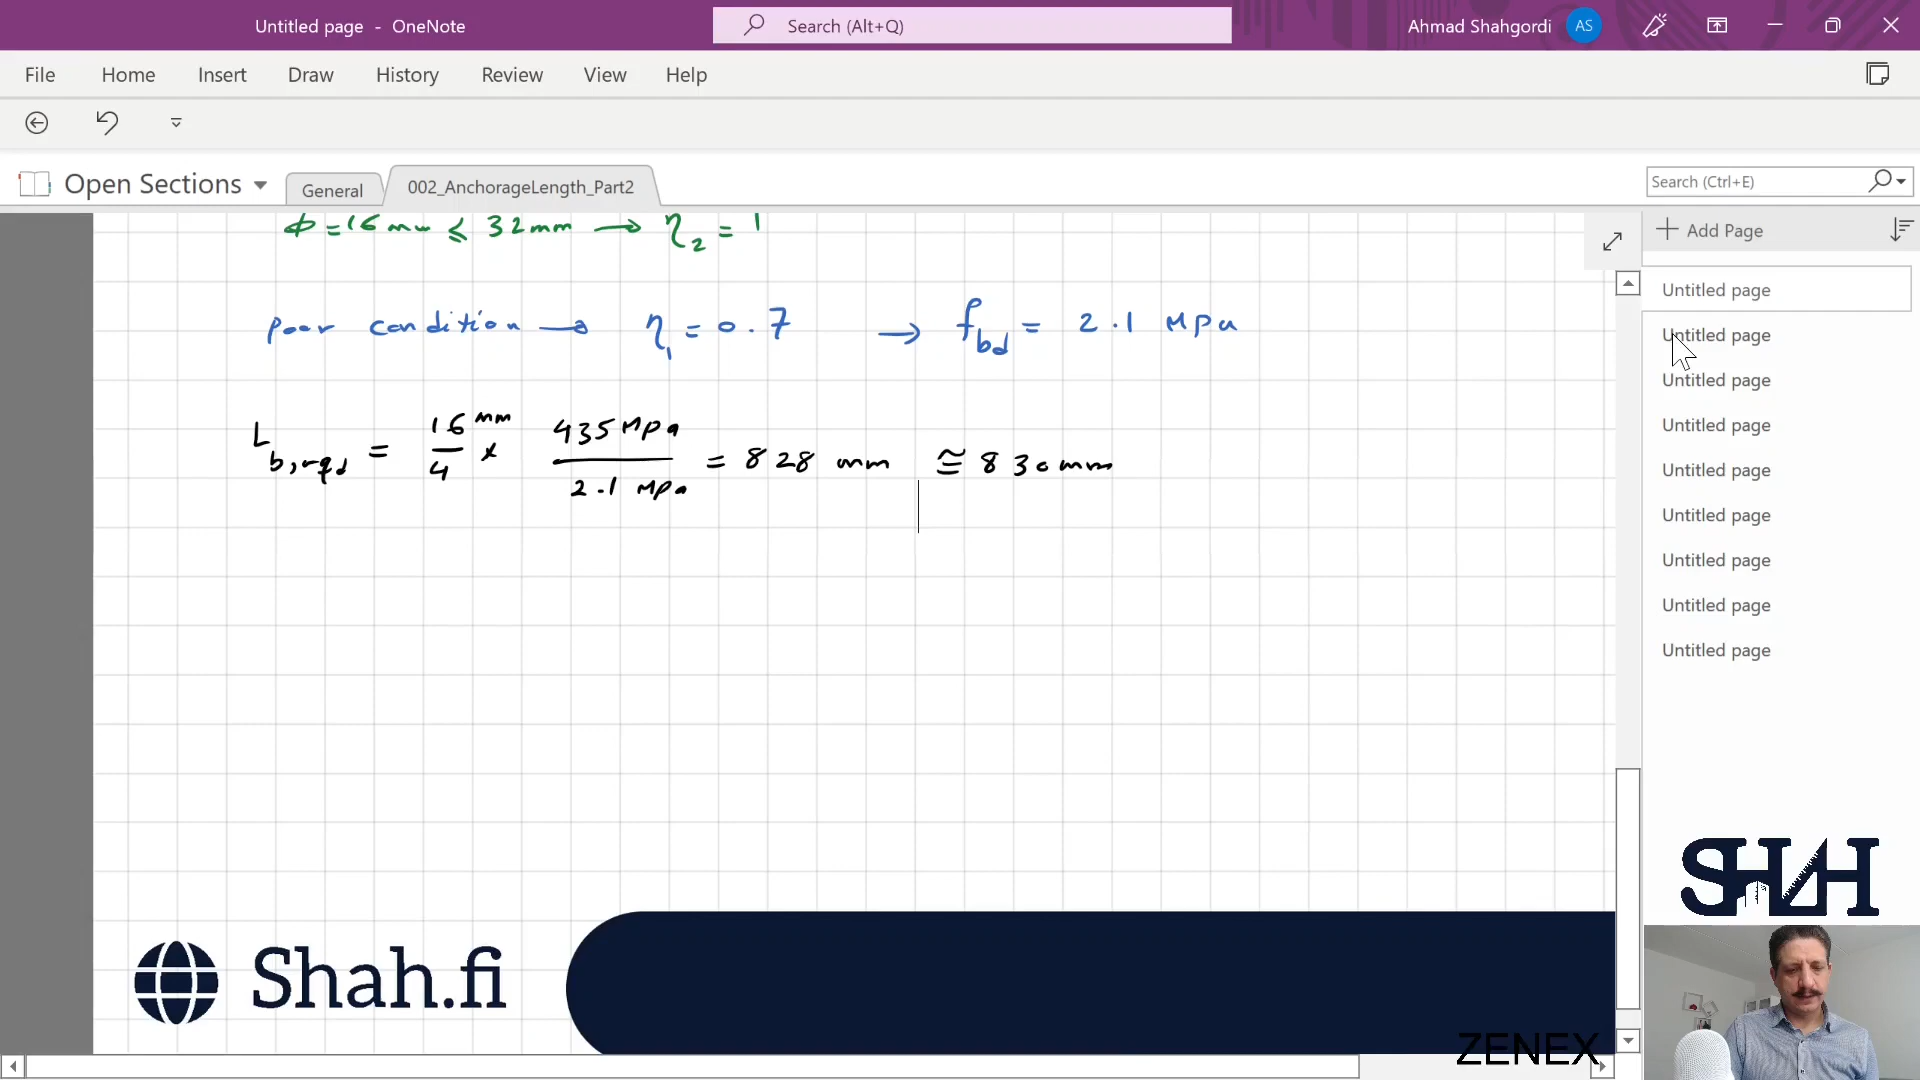 Untitled page - OneNote
Search (Alt+Q)
Ahmad Shahgordi AS
File Home Insert Draw History Review View Help
Open Sections General 002_AnchorageLength_Part2 Search (Ctrl+E)
ϕ = 16 mm ≤ 32 mm → η2 = 1
poor condition → η1 = 0.7 → fbd = 2.1 MPa
Lb,rqd = 16 mm / 4 × 435 MPa / 2.1 MPa = 828 mm ≅ 830 mm
Add Page
Untitled page
Untitled page
Untitled page
Untitled page
Untitled page
Untitled page
Untitled page
Untitled page
Untitled page
SHAH
Shah.fi
ZENEX